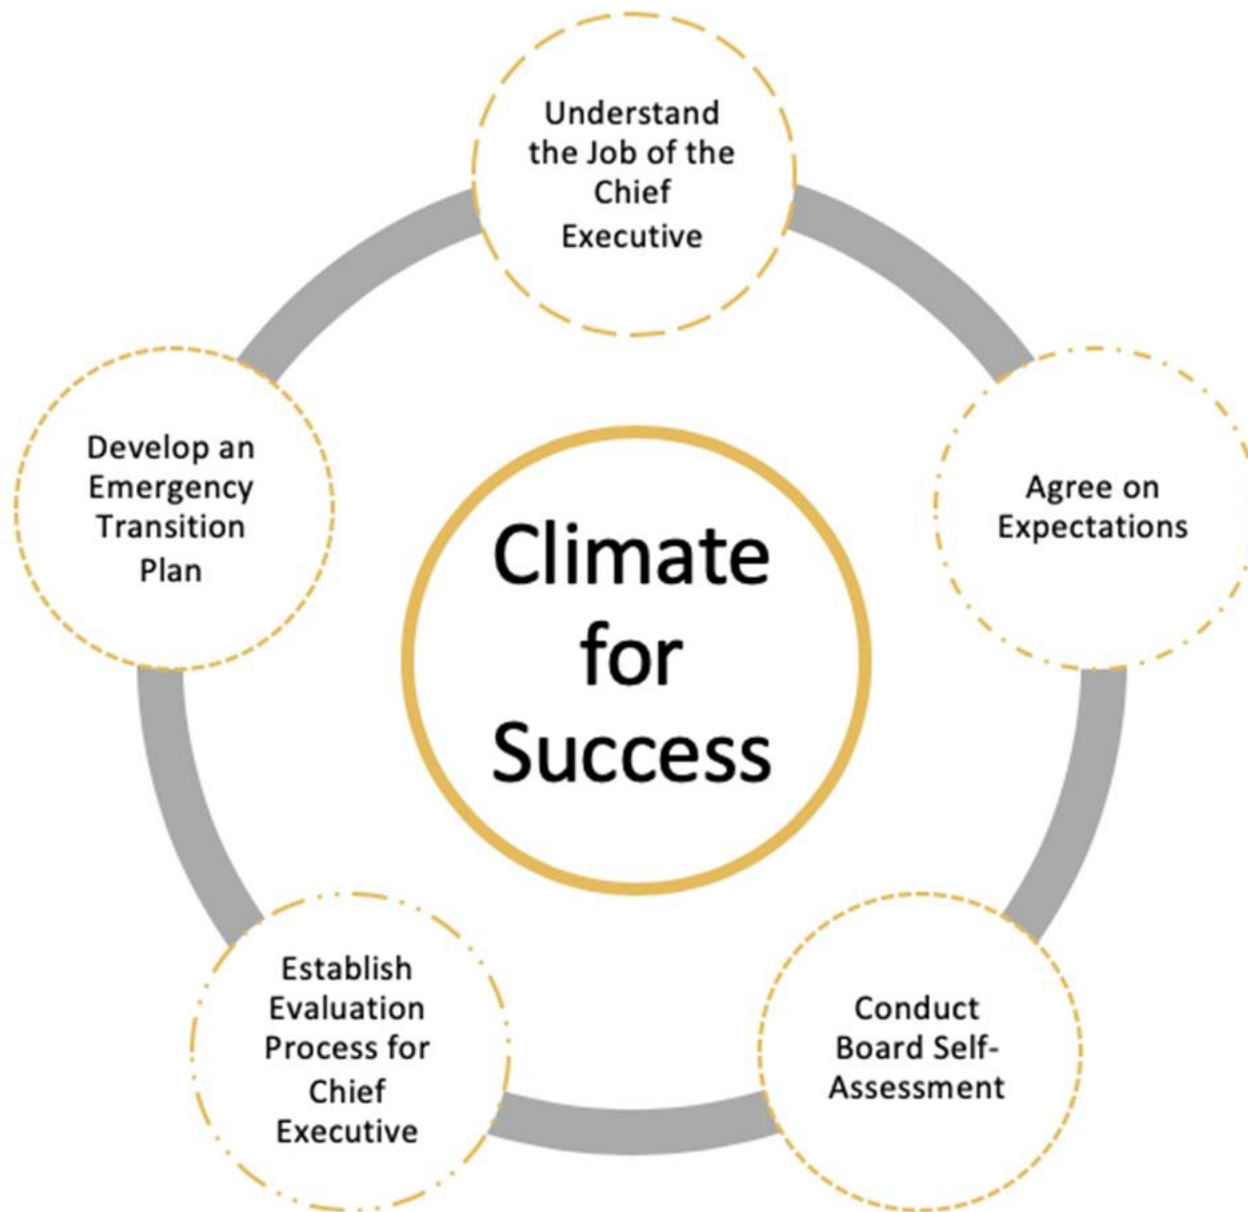 Understand
the Job of the
Chief
Executive
Agree on
Expectations
Conduct
Board Self-
Assessment
Establish
Evaluation
Process for
Chief
Executive
Develop an
Emergency
Transition
Plan
Climate
for
Success